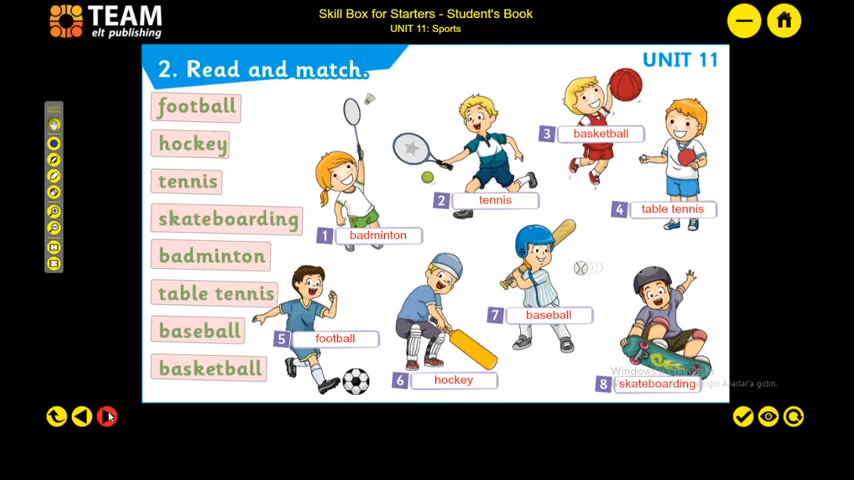 TEAM
elt publishing
Skill Box for Starters - Student's Book
UNIT 11: Sports
2. Read and match.
UNIT 11
football
hockey
tennis
skateboarding
badminton
table tennis
baseball
basketball
1 badminton
2 tennis
3 basketball
4 table tennis
5 football
6 hockey
7 baseball
8 skateboarding